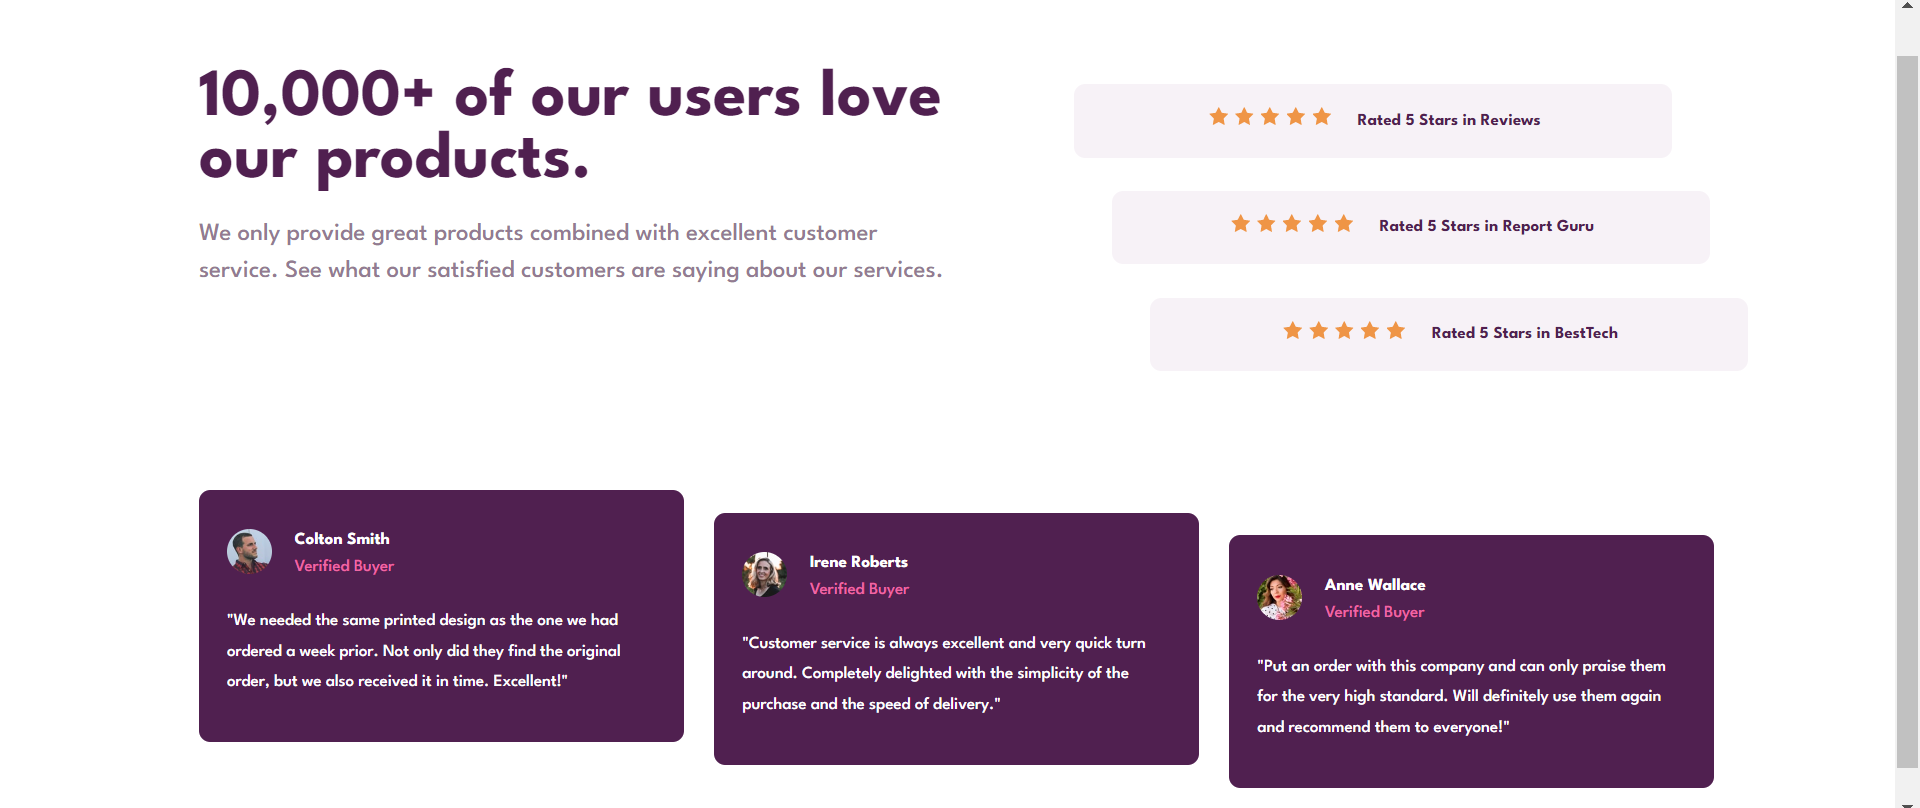 10,000+ of our users love
our products.
We only provide great products combined with excellent customer
service. See what our satisfied customers are saying about our services.
Rated 5 Stars in Reviews
Rated 5 Stars in Report Guru
Rated 5 Stars in BestTech
Colton Smith
Verified Buyer
"We needed the same printed design as the one we had
ordered a week prior. Not only did they find the original
order, but we also received it in time. Excellent!"
Irene Roberts
Verified Buyer
"Customer service is always excellent and very quick turn
around. Completely delighted with the simplicity of the
purchase and the speed of delivery."
Anne Wallace
Verified Buyer
"Put an order with this company and can only praise them
for the very high standard. Will definitely use them again
and recommend them to everyone!"